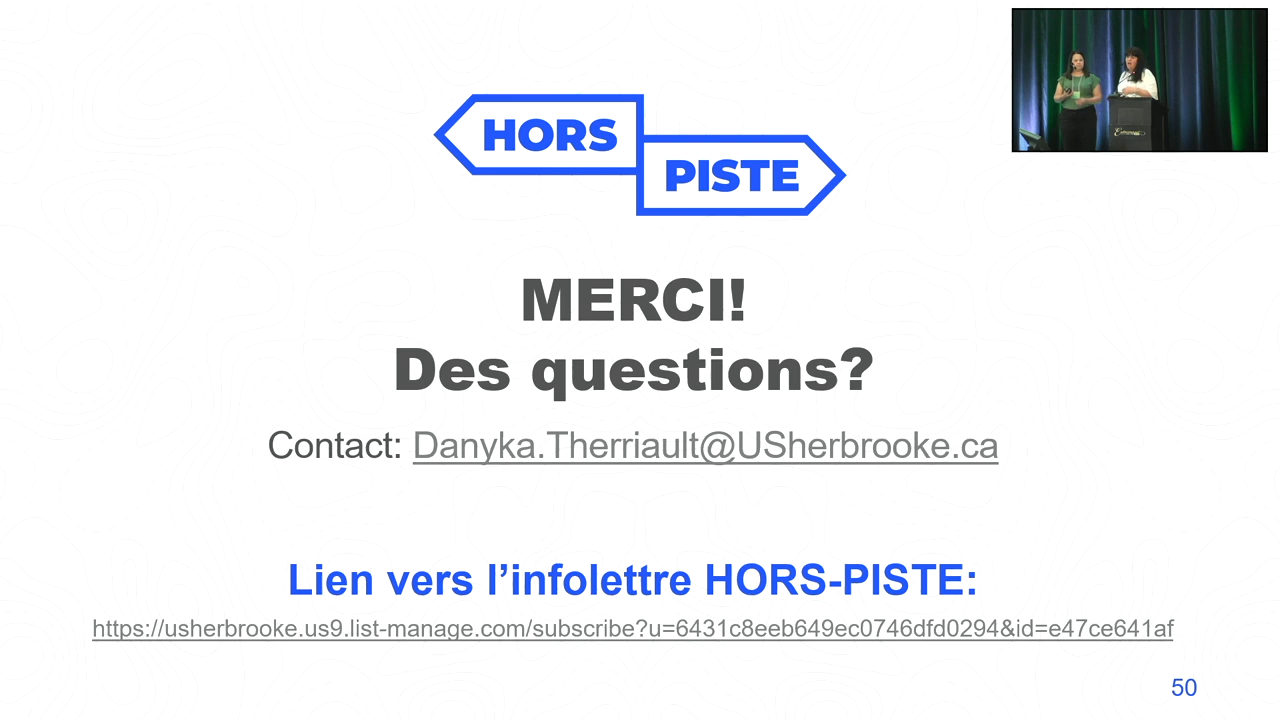 HORS
PISTE
MERCI!
Des questions?
Contact: Danyka.Therriault@USherbrooke.ca
Lien vers l’infolettre HORS-PISTE:
https://usherbrooke.us9.list-manage.com/subscribe?u=6431c8eeb649ec0746dfd0294&id=e47ce641af
50